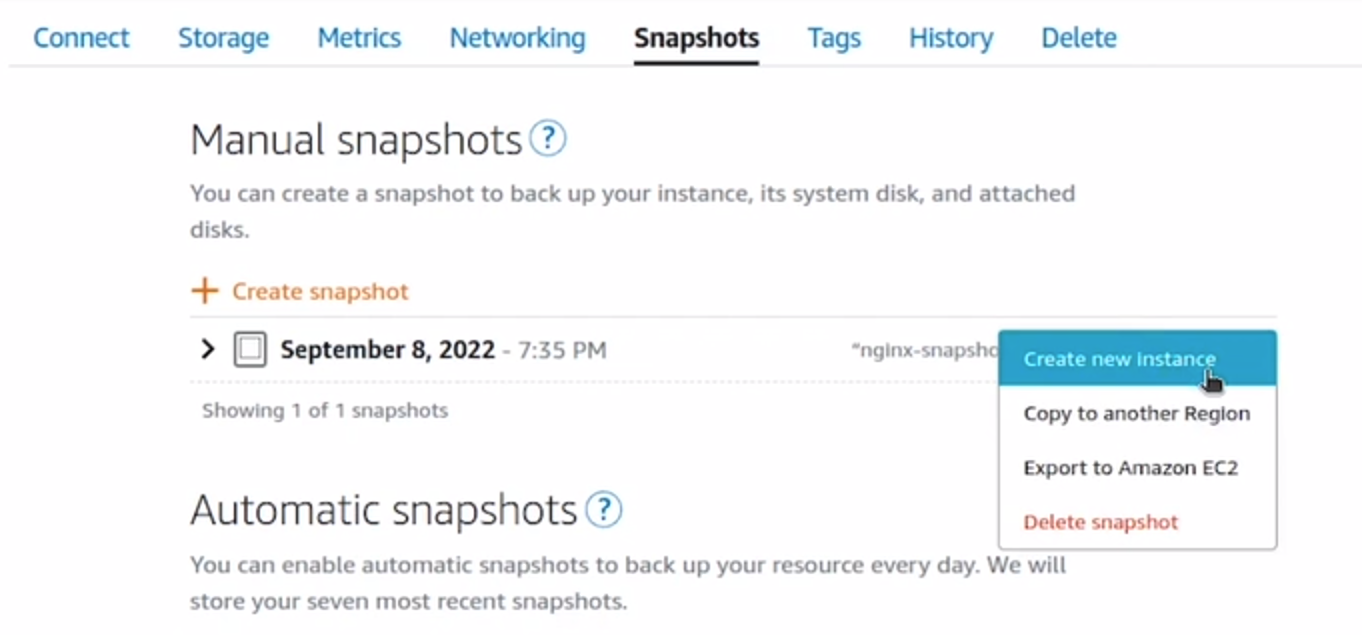 Connect Storage Metrics Networking Snapshots Tags History Delete
Manual snapshots ?
You can create a snapshot to back up your instance, its system disk, and attached
disks.
+ Create snapshot
September 8, 2022 - 7:35 PM "nginx-snapsho
Create new instance
Showing 1 of 1 snapshots
Copy to another Region
Export to Amazon EC2
Delete snapshot
Automatic snapshots ?
You can enable automatic snapshots to back up your resource every day. We will
store your seven most recent snapshots.